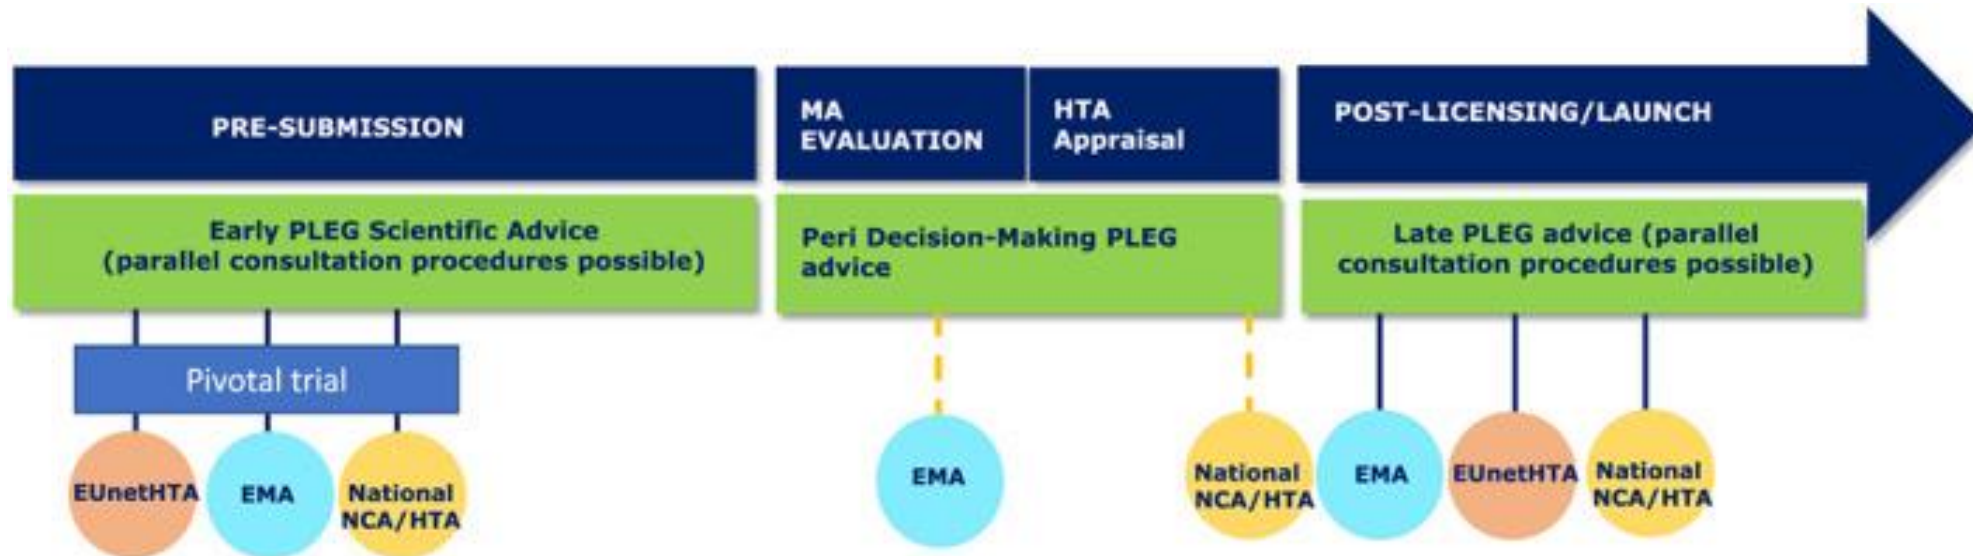 PRE-SUBMISSION
MA
EVALUATION
HTA
Appraisal
POST-LICENSING/LAUNCH
Early PLEG Scientific Advice
(parallel consultation procedures possible)
Peri Decision-Making PLEG
advice
Late PLEG advice (parallel
consultation procedures possible)
Pivotal trial
EUnetHTA
EMA
National
NCA/HTA
EMA
National
NCA/HTA
EMA
EUnetHTA
National
NCA/HTA